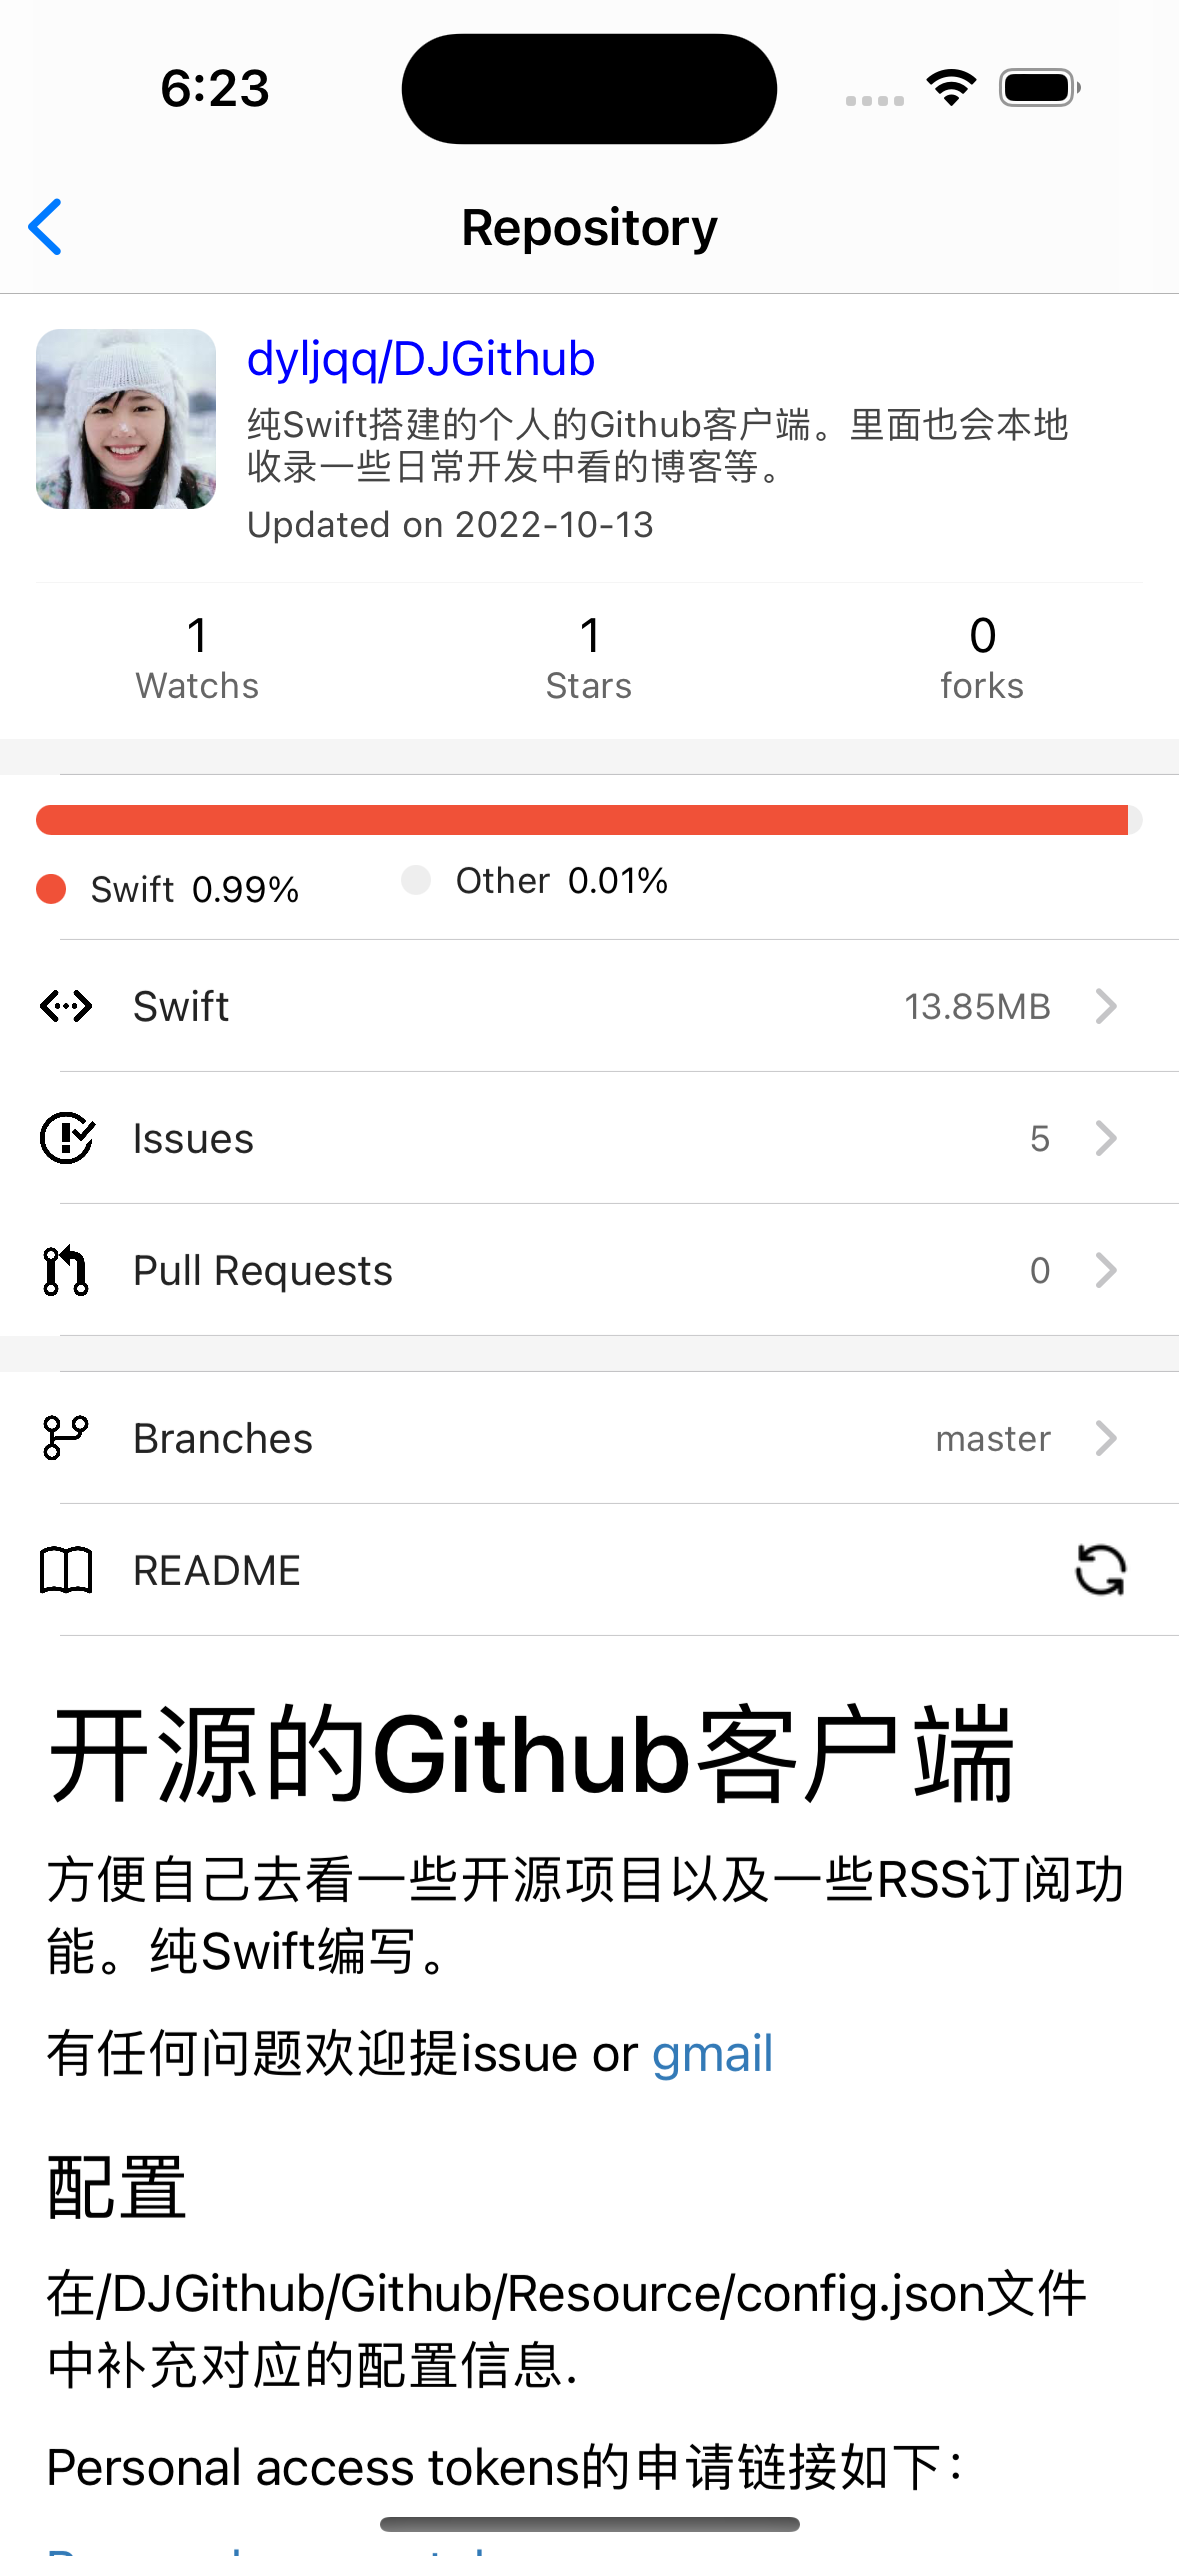 6:23
Repository
dyljqq/DJGithub
纯Swift搭建的个人的Github客户端。里面也会本地
收录一些日常开发中看的博客等。
Updated on 2022-10-13
1 1 0
Watchs Stars forks
Swift 0.99% Other 0.01%
Swift 13.85MB
Issues 5
Pull Requests 0
Branches master
README
开源的Github客户端
方便自己去看一些开源项目以及一些RSS订阅功
能。纯Swift编写。
有任何问题欢迎提issue or gmail
配置
在/DJGithub/Github/Resource/config.json文件
中补充对应的配置信息.
Personal access tokens的申请链接如下：